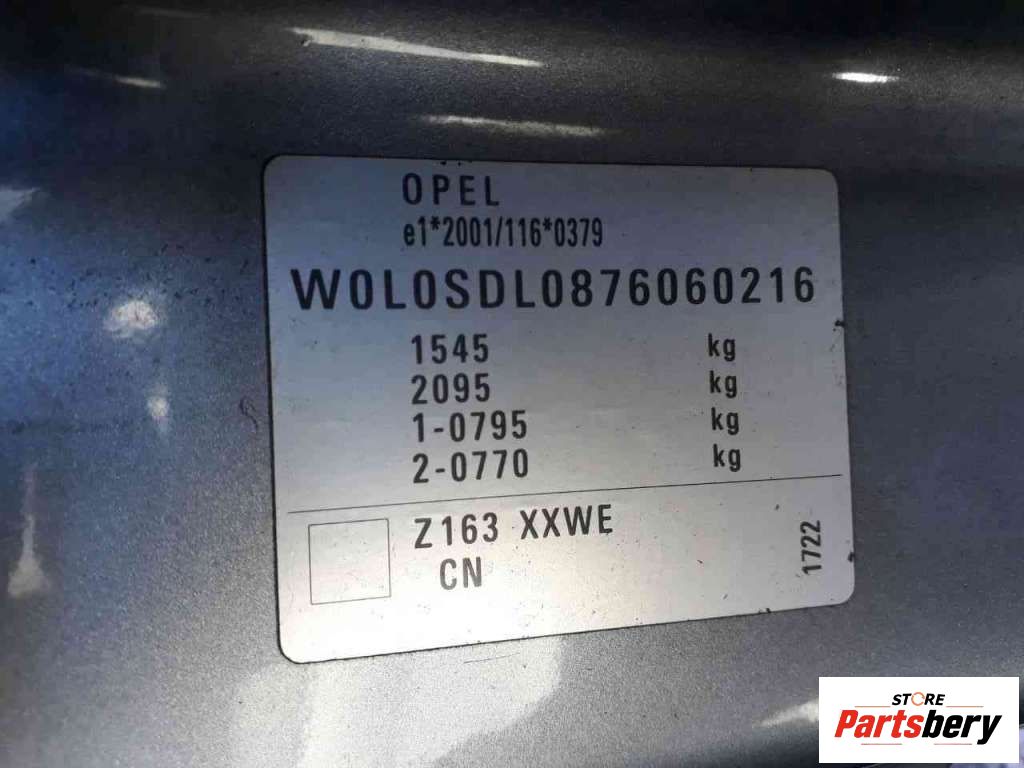 OPEL
e1*2001/116*0379
W0L0SDL0876060216
1545 kg
2095 kg
1-0795 kg
2-0770 kg
Z163 XXWE
CN
1722
STORE
Partsbery